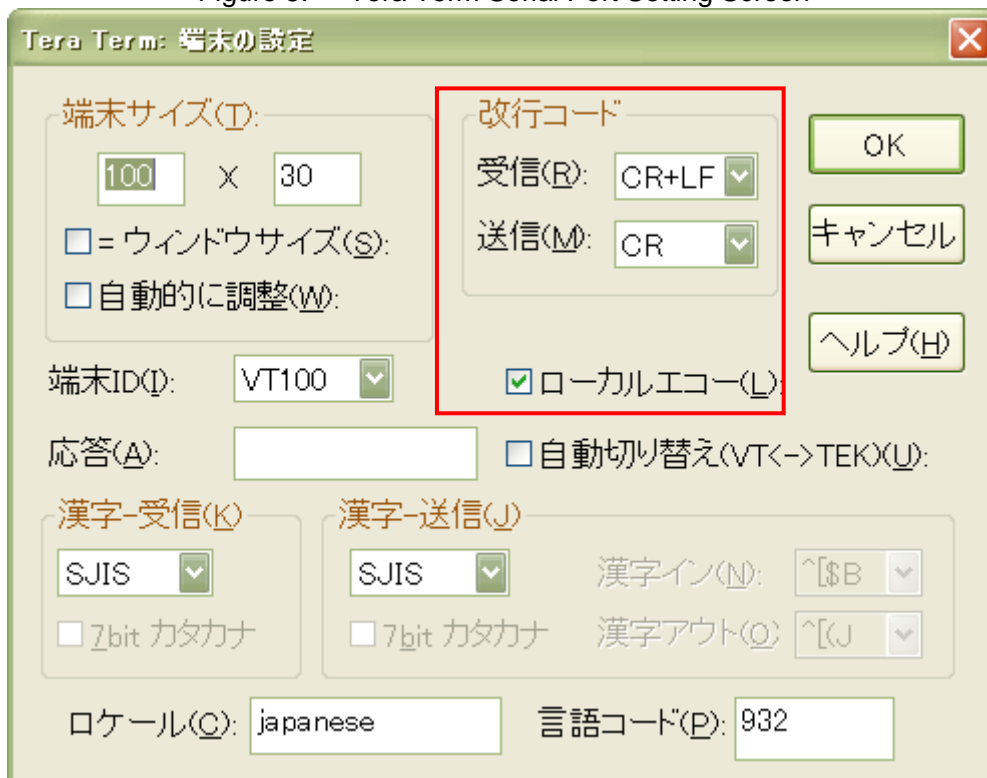 Tera Term Serial Port Setting Screen
Tera Term: 端末の設定
端末サイズ(T):
100 X 30
□= ウィンドウサイズ(S):
□自動的に調整(W):
改行コード
受信(R): CR+LF
送信(M): CR
OK
キャンセル
ヘルプ(H)
端末ID(I): VT100
☑ローカルエコー(L):
応答(A):
□自動切り替え(VT<->TEK)(U):
漢字-受信(K)
SJIS
□7bit カタカナ
漢字-送信(J)
SJIS
□7bit カタカナ
漢字イン(N): ^[$B
漢字アウト(O) ^[(J
ロケール(C): japanese
言語コード(P): 932